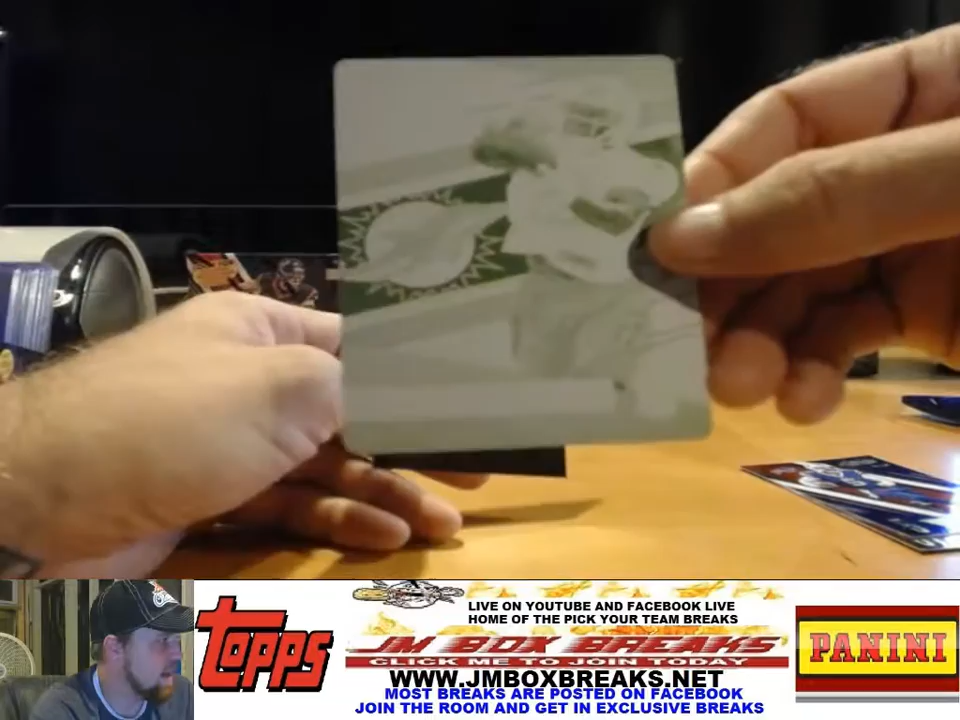 LIVE ON YOUTUBE AND FACEBOOK LIVE
HOME OF THE PICK YOUR TEAM BREAKS
JM BOX BREAKS
CLICK ME TO JOIN TODAY
WWW.JMBOXBREAKS.NET
MOST BREAKS ARE POSTED ON FACEBOOK
JOIN THE ROOM AND GET IN EXCLUSIVE BREAKS
TOPPS
PANINI